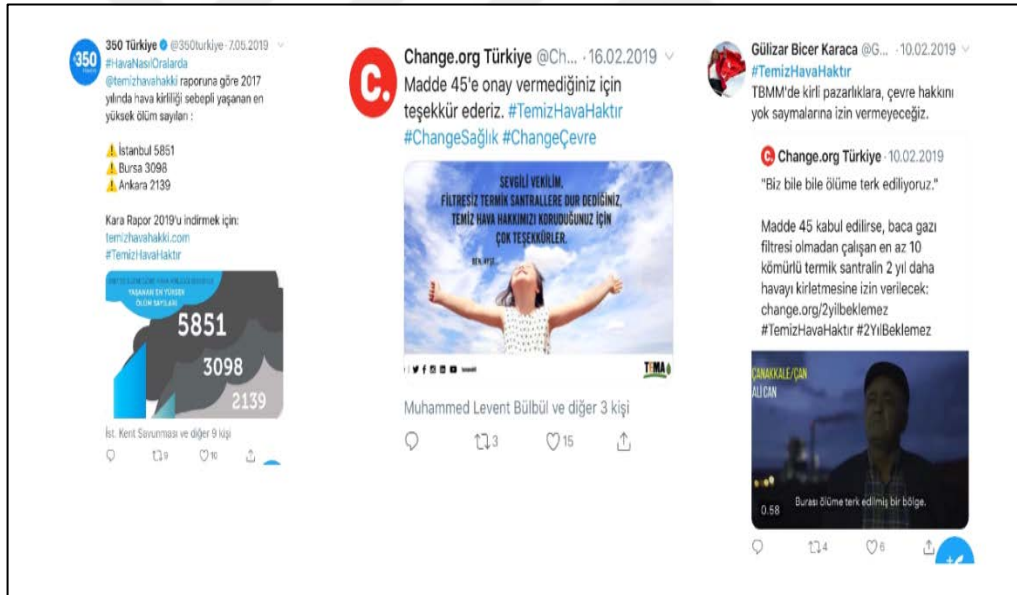 350 Türkiye @350turkiye · 7.05.2019
#HavaNasılOralarda
@temizhavahakki raporuna göre 2017
yılında hava kirliliği sebepli yaşanan en
yüksek ölüm sayıları :
⚠️ İstanbul 5851
⚠️ Bursa 3098
⚠️ Ankara 2139
Kara Rapor 2019'u indirmek için:
temizhavahakki.com
#TemizHavaHaktır
YAŞANAN EN YÜKSEK
ÖLÜM SAYILARI
5851
3098
2139
İst. Kent Savunması ve diğer 9 kişi
9 10
Change.org Türkiye @Ch... · 16.02.2019
Madde 45'e onay vermediğiniz için
teşekkür ederiz. #TemizHavaHaktır
#ChangeSağlık #ChangeÇevre
SEVGİLİ VEKİLİM,
FİLTRESİZ TERMİK SANTRALLERE DUR DEDİĞİNİZ,
TEMİZ HAVA HAKKIMIZI KORUDUĞUNUZ İÇİN
ÇOK TEŞEKKÜRLER.
TEMA
Muhammed Levent Bülbül ve diğer 3 kişi
3 15
Gülizar Bicer Karaca @G... · 10.02.2019
#TemizHavaHaktır
TBMM'de kirli pazarlıklara, çevre hakkını
yok saymalarına izin vermeyeceğiz.
Change.org Türkiye · 10.02.2019
"Biz bile bile ölüme terk ediliyoruz."
Madde 45 kabul edilirse, baca gazı
filtresi olmadan çalışan en az 10
kömürlü termik santralin 2 yıl daha
havayı kirletmesine izin verilecek:
change.org/2yilbeklemez
#TemizHavaHaktır #2YılBeklemez
ÇANAKKALE/ÇAN
ALİ CAN
Burası ölüme terk edilmiş bir bölge.
0.58
4 6